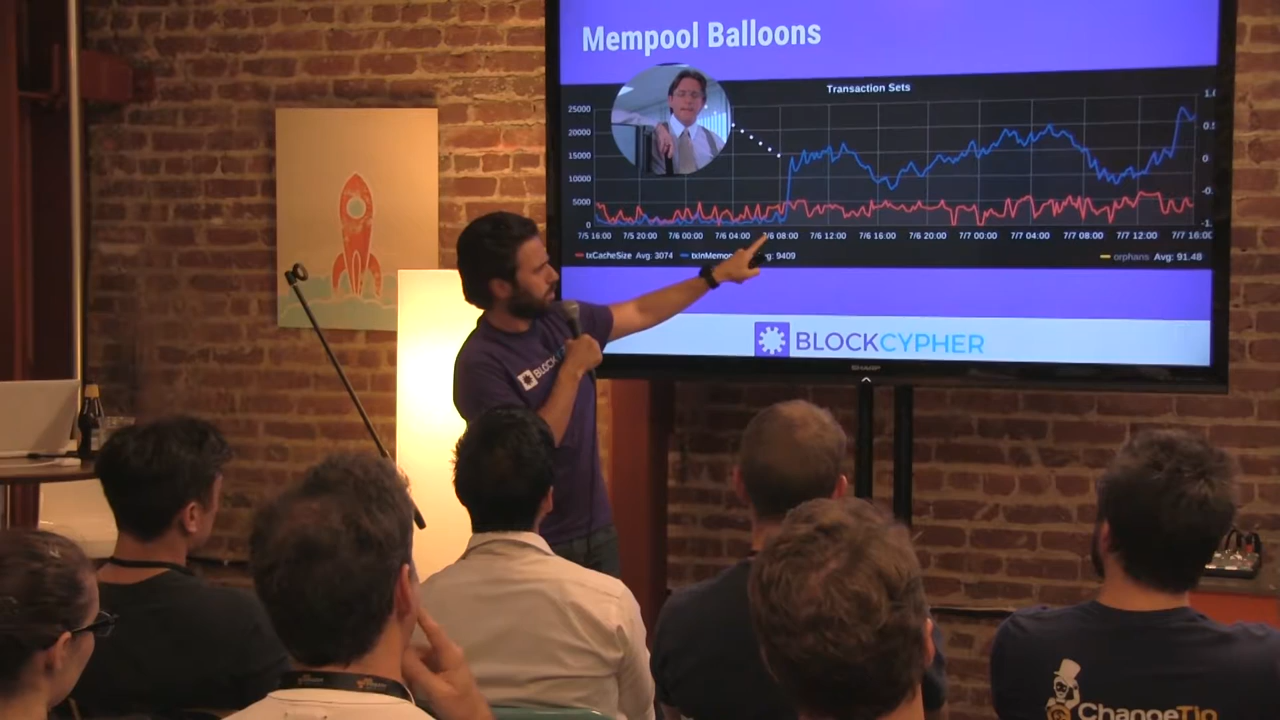 Mempool Balloons
Transaction Sets
25000
20000
15000
10000
5000
0
1.0
0.5
0
-0.
-1.
7/5 16:00 7/5 20:00 7/6 00:00 7/6 04:00 7/6 08:00 7/6 12:00 7/6 16:00 7/6 20:00 7/7 00:00 7/7 04:00 7/7 08:00 7/7 12:00 7/7 16:00
txCacheSize Avg: 3074 txInMemo 9409 orphans Avg: 91.48
BLOCKCYPHER
SHARP
BLOCK
ChangeTip